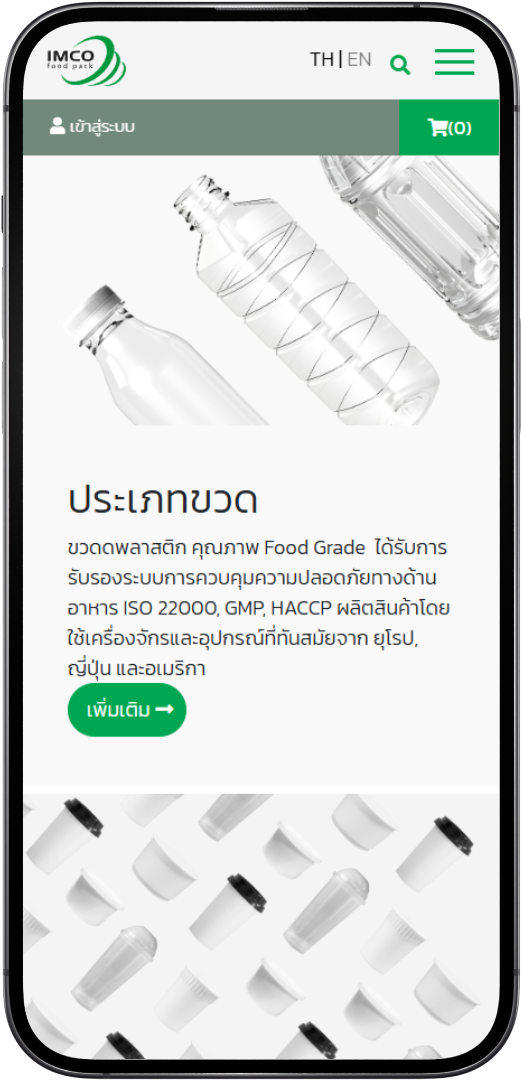 IMCO
food pack
TH | EN
เข้าสู่ระบบ
(0)
ประเภทขวด
ขวดดพลาสติก คุณภาพ Food Grade ได้รับการ
รับรองระบบการควบคุมความปลอดภัยทางด้าน
อาหาร ISO 22000, GMP, HACCP ผลิตสินค้าโดย
ใช้เครื่องจักรและอุปกรณ์ที่ทันสมัยจาก ยุโรป,
ญี่ปุ่น และอเมริกา
เพิ่มเติม